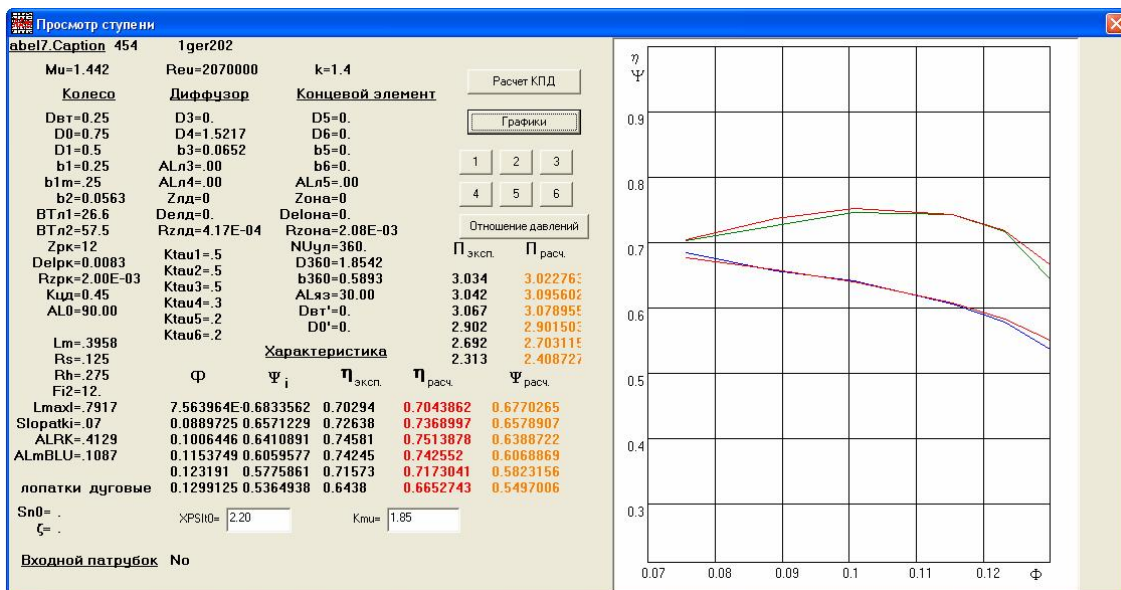 Просмотр ступени
abel7.Caption 454 1ger202
Mu=1.442 Reu=2070000 k=1.4
Колесо Диффузор Концевой элемент
Dвт=0.25 D3=0. D5=0.
D0=0.75 D4=1.5217 D6=0.
D1=0.5 b3=0.0652 b5=0.
b1=0.25 ALл3=.00 b6=0.
b1m=.25 ALл4=.00 ALл5=.00
b2=0.0563 Zлд=0 Zона=0
BTл1=26.6 Delлд=0. Delона=0.
BTл2=57.5 Rzлд=4.17E-04 Rzона=2.08E-03
Zрк=12 Ktau1=.5 NUул=360.
Delрк=0.0083 Ktau2=.5 D360=1.8542
Rzрк=2.00E-03 Ktau3=.5 b360=0.5893
Kцд=0.45 Ktau4=.3 ALяз=30.00
AL0=90.00 Ktau5=.2 Dвт'=0.
Ktau6=.2 D0'=0.
Lm=.3958
Rs=.125
Rh=.275
Fi2=12.
Lmaxl=.7917
Slopatki=.07
ALRK=.4129
ALmBLU=.1087
лопатки дуговые
Sn0= .
ζ= .
Входной патрубок No
Расчет КПД
Графики
1 2 3
4 5 6
Отношение давлений
Π эксп. Π расч.
3.034 3.022763
3.042 3.095602
3.067 3.078955
2.902 2.901503
2.692 2.703115
2.313 2.408727
Характеристика
Φ Ψ i η эксп. η расч. Ψ расч.
7.563964E-0.6833562 0.70294 0.7043862 0.6770265
0.0889725 0.6571229 0.72638 0.7368997 0.6578907
0.1006446 0.6410891 0.74581 0.7513878 0.6388722
0.1153749 0.6059577 0.74245 0.742552 0.6068869
0.123191 0.5775861 0.71573 0.7173041 0.5823156
0.1299125 0.5364938 0.6438 0.6652743 0.5497006
XPSIt0= 2.20 Kmu= 1.85
η
Ψ
0.9
0.8
0.7
0.6
0.5
0.4
0.3
0.07 0.08 0.09 0.1 0.11 0.12 Φ